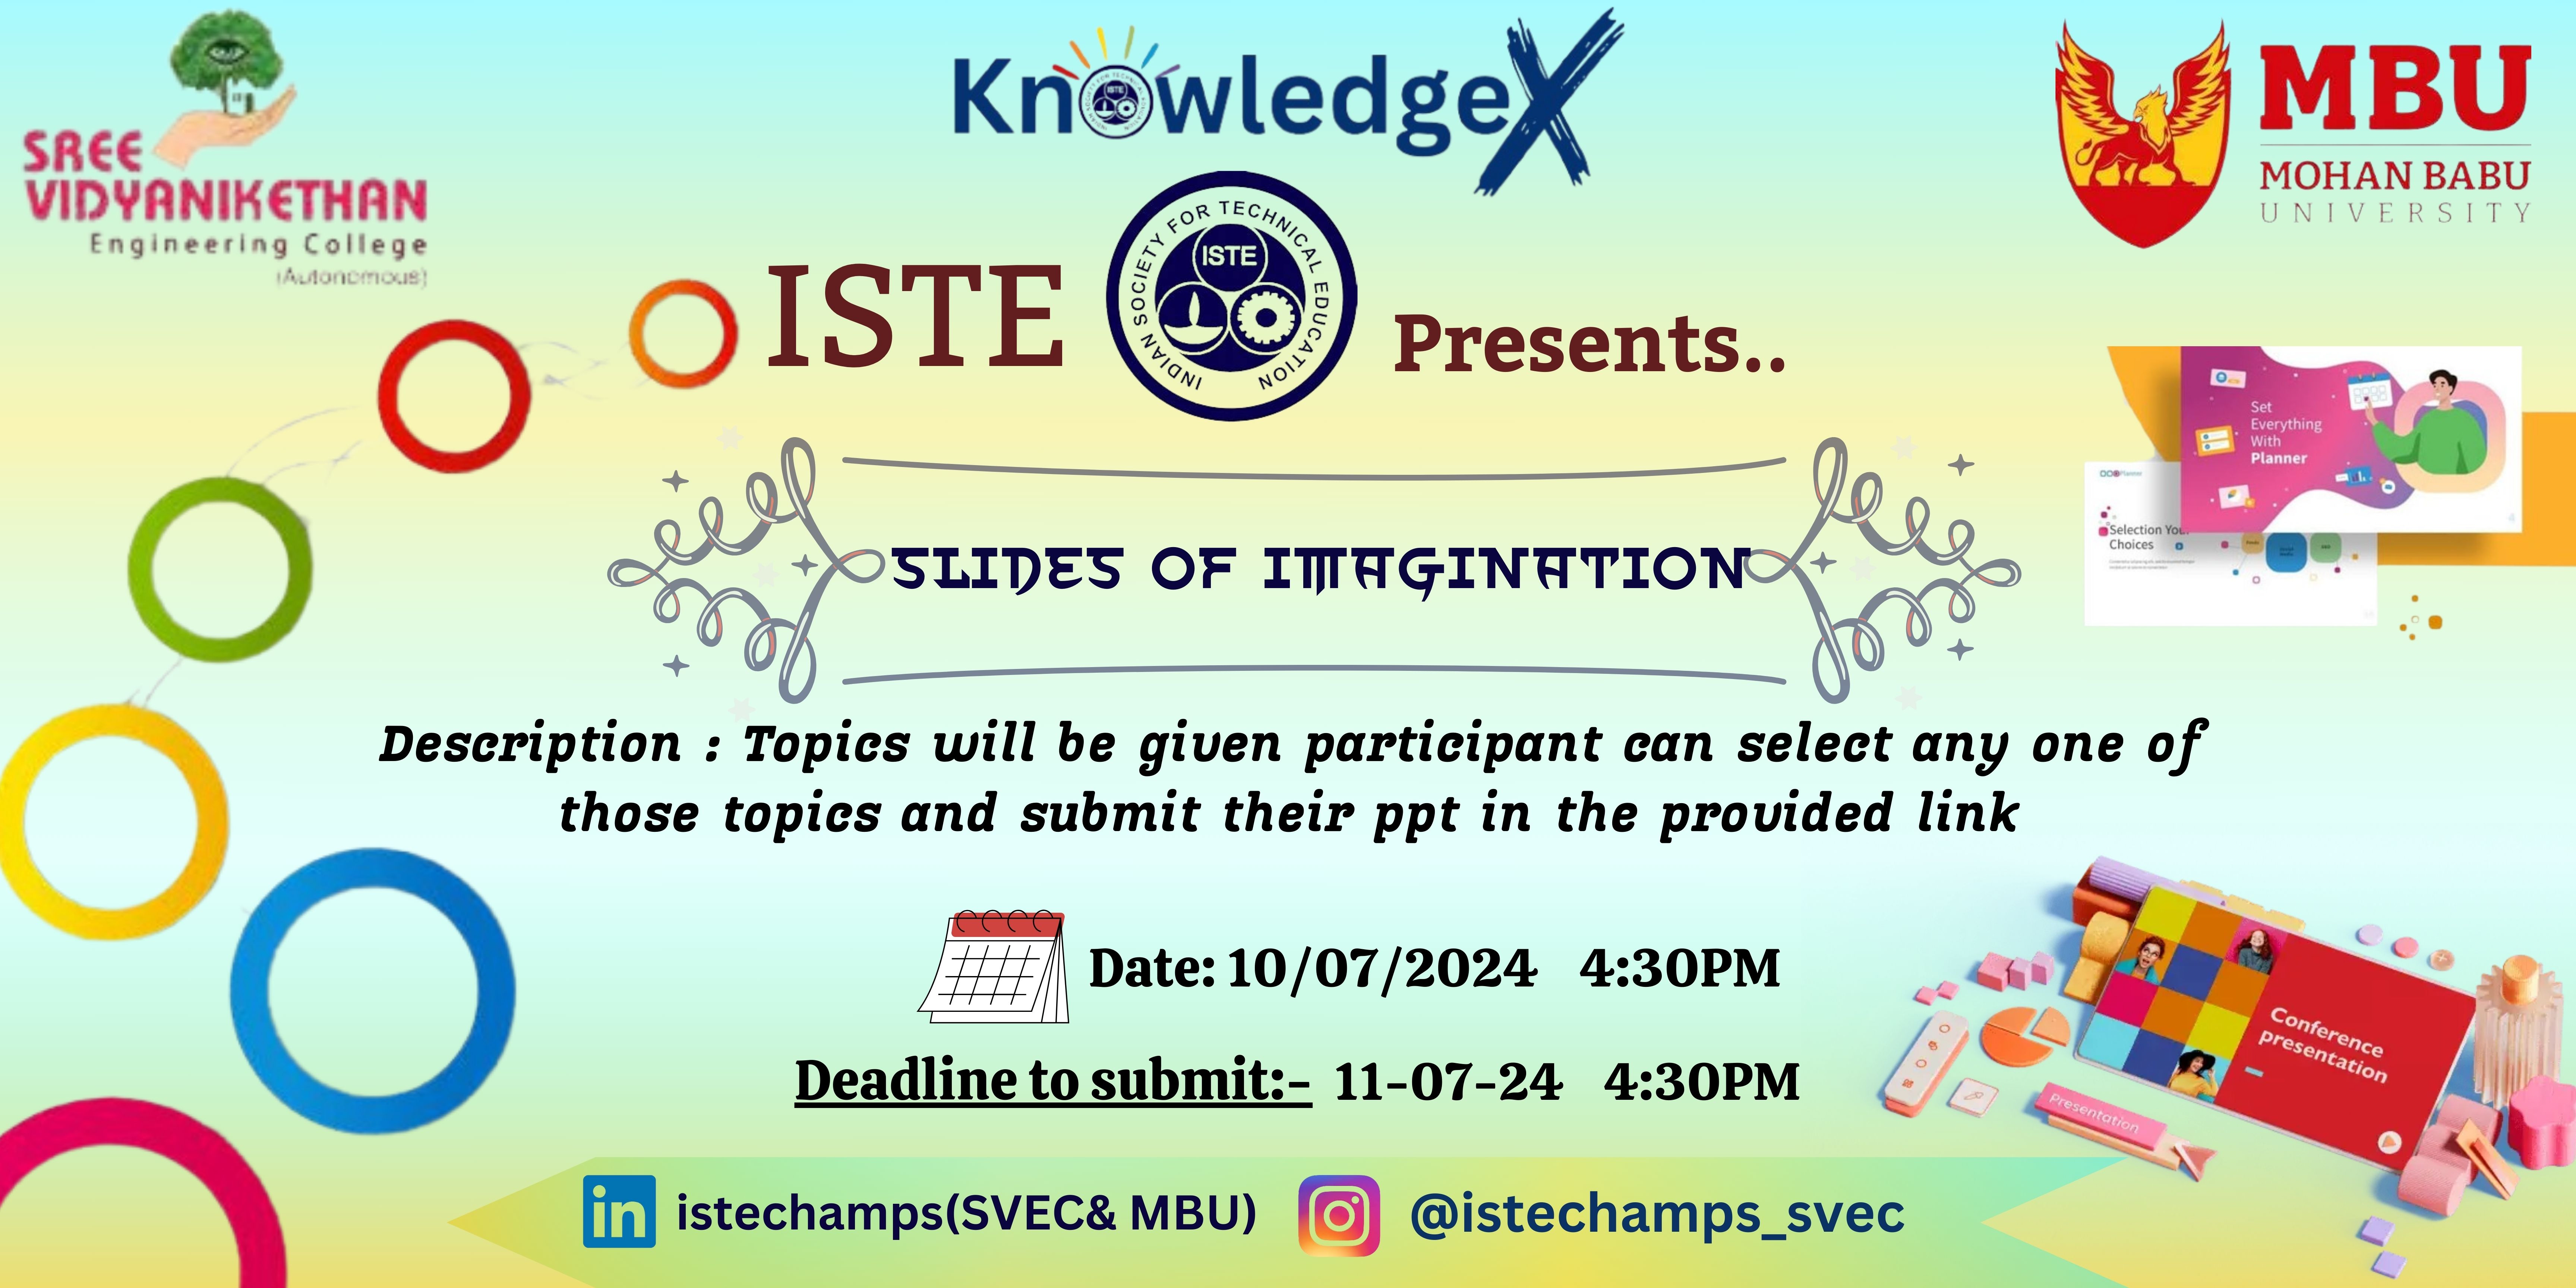 SREE
VIDYANIKETHAN
Engineering College
(Autonomous)
KnowledgeX
MBU
MOHAN BABU
UNIVERSITY
ISTE
INDIAN SOCIETY FOR TECHNICAL EDUCATION
ISTE
Presents..
Set
Everything
With
Planner
Planner
Selection Your
Choices
SLIDES OF IMAGINATION
Description : Topics will be given participant can select any one of
those topics and submit their ppt in the provided link
Date: 10/07/2024 4:30PM
Deadline to submit:- 11-07-24 4:30PM
Conference
presentation
Presentation
in istechamps(SVEC& MBU)
@istechamps_svec